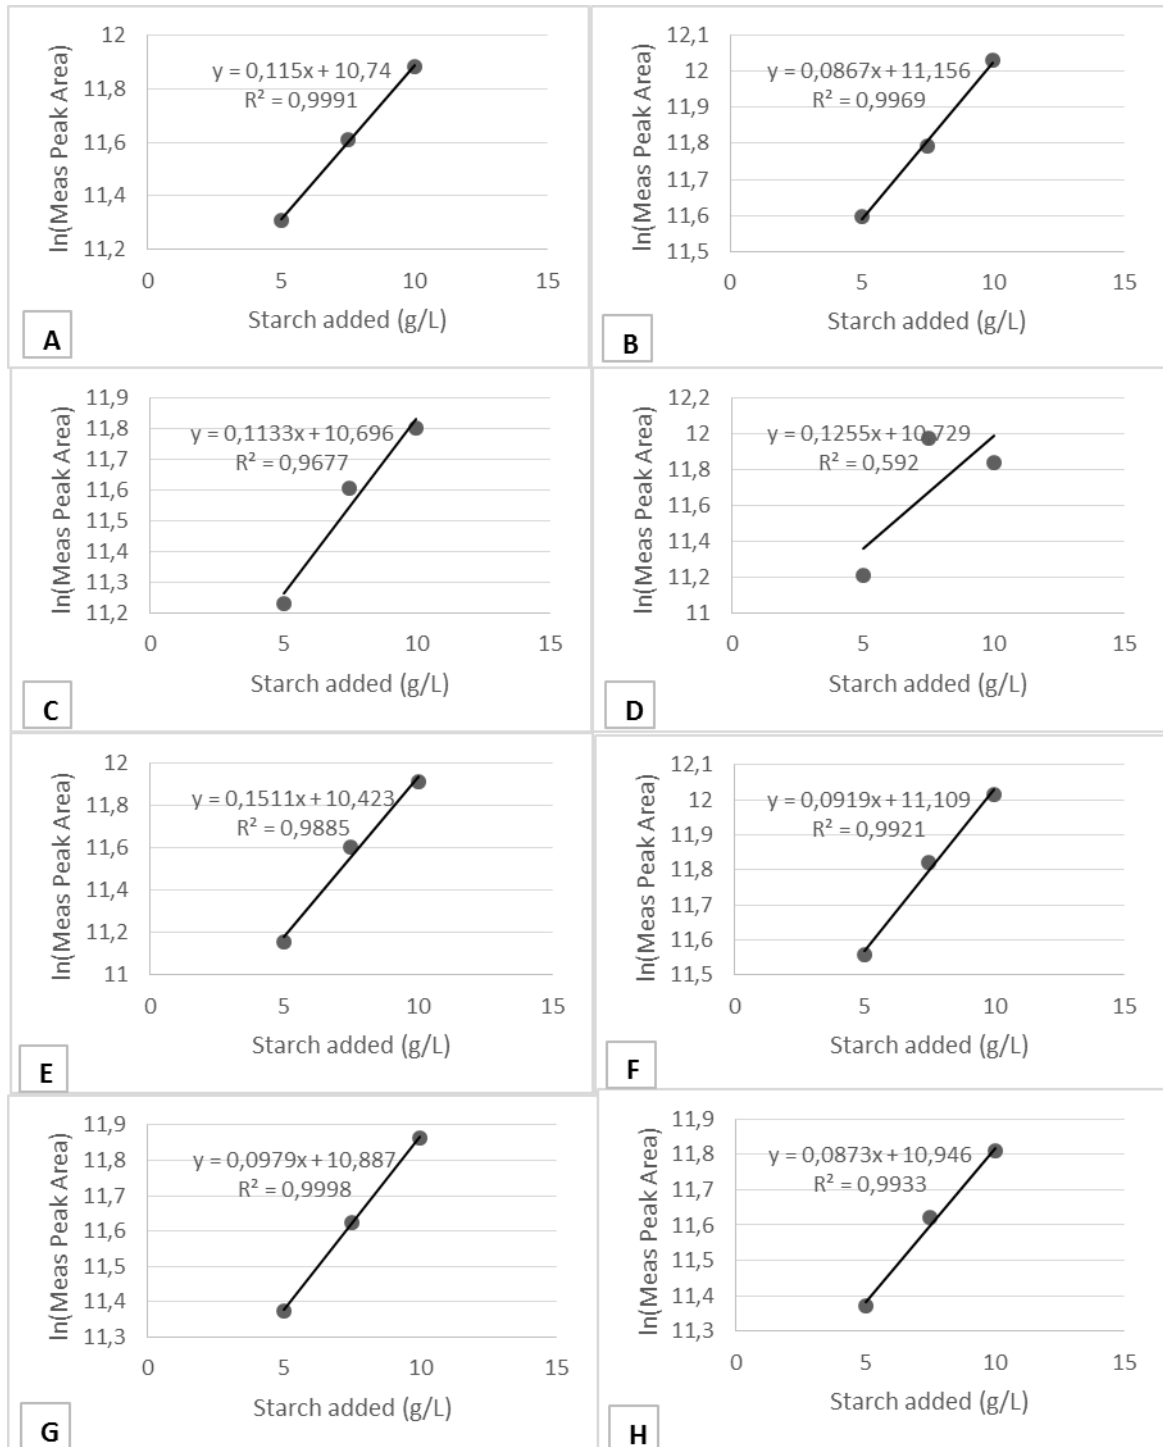 12
11,8
11,6
11,4
11,2
0
5
10
15
y = 0,115x + 10,74
R² = 0,9991
ln(Meas Peak Area)
Starch added (g/L)
A
12,1
12
11,9
11,8
11,7
11,6
11,5
0
5
10
15
y = 0,0867x + 11,156
R² = 0,9969
ln(Meas Peak Area)
Starch added (g/L)
B
11,9
11,8
11,7
11,6
11,5
11,4
11,3
11,2
0
5
10
15
y = 0,1133x + 10,696
R² = 0,9677
ln(Meas Peak Area)
Starch added (g/L)
C
12,2
12
11,8
11,6
11,4
11,2
11
0
5
10
15
y = 0,1255x + 10,729
R² = 0,592
ln(Meas Peak Area)
Starch added (g/L)
D
12
11,8
11,6
11,4
11,2
11
0
5
10
15
y = 0,1511x + 10,423
R² = 0,9885
ln(Meas Peak Area)
Starch added (g/L)
E
12,1
12
11,9
11,8
11,7
11,6
11,5
0
5
10
15
y = 0,0919x + 11,109
R² = 0,9921
ln(Meas Peak Area)
Starch added (g/L)
F
11,9
11,8
11,7
11,6
11,5
11,4
11,3
0
5
10
15
y = 0,0979x + 10,887
R² = 0,9998
ln(Meas Peak Area)
Starch added (g/L)
G
11,9
11,8
11,7
11,6
11,5
11,4
11,3
0
5
10
15
y = 0,0873x + 10,946
R² = 0,9933
ln(Meas Peak Area)
Starch added (g/L)
H